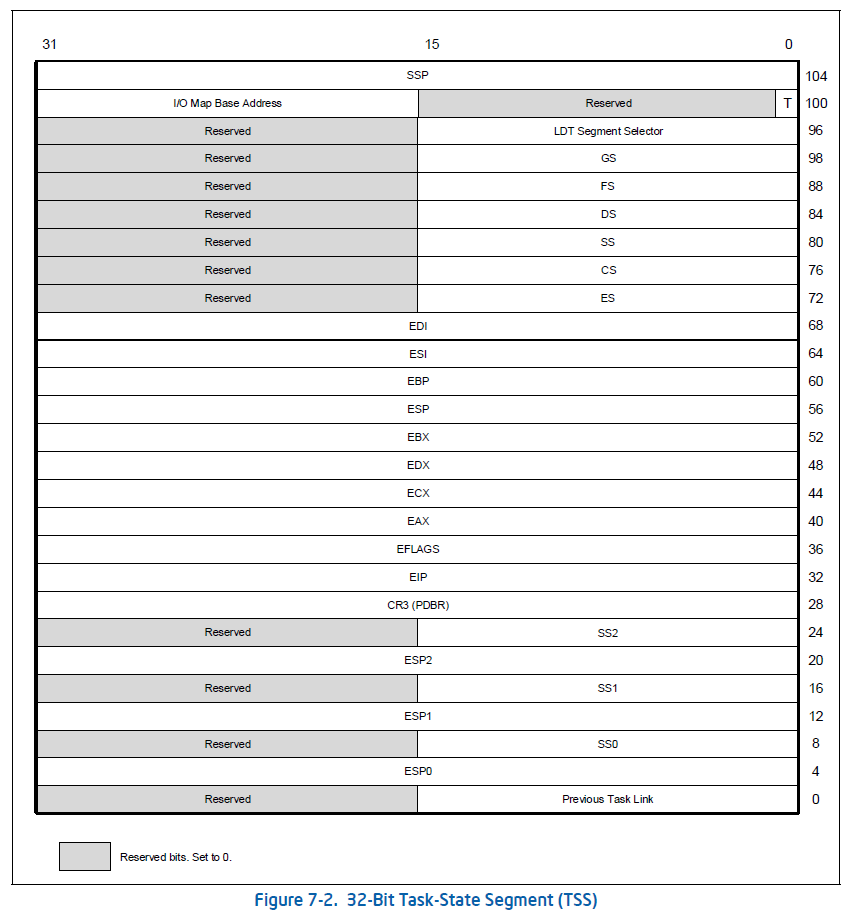 31 15 0
SSP 104
I/O Map Base Address Reserved T 100
Reserved LDT Segment Selector 96
Reserved GS 98
Reserved FS 88
Reserved DS 84
Reserved SS 80
Reserved CS 76
Reserved ES 72
EDI 68
ESI 64
EBP 60
ESP 56
EBX 52
EDX 48
ECX 44
EAX 40
EFLAGS 36
EIP 32
CR3 (PDBR) 28
Reserved SS2 24
ESP2 20
Reserved SS1 16
ESP1 12
Reserved SS0 8
ESP0 4
Reserved Previous Task Link 0
Reserved bits. Set to 0.
Figure 7-2. 32-Bit Task-State Segment (TSS)